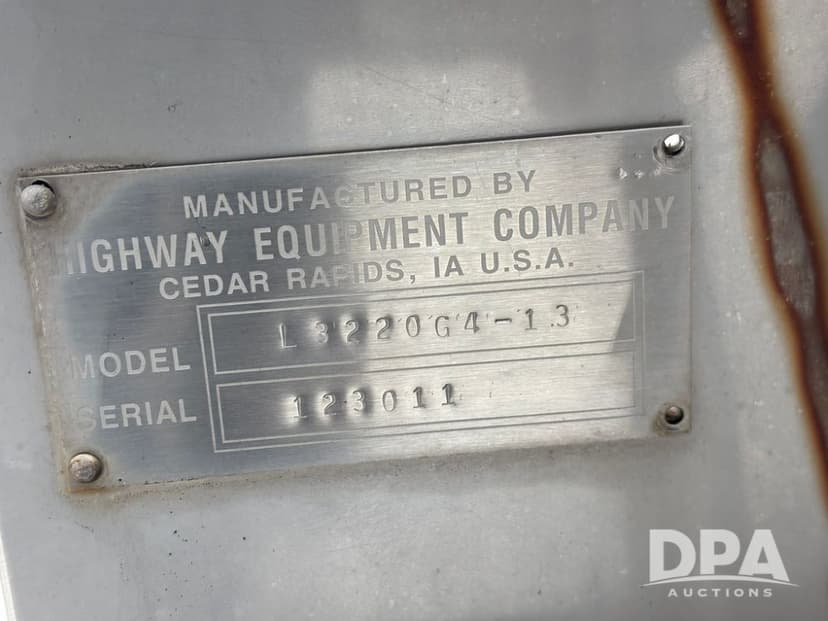 MANUFACTURED BY
HIGHWAY EQUIPMENT COMPANY
CEDAR RAPIDS, IA U.S.A.
MODEL L3220G4-13
SERIAL 123011
DPA
AUCTIONS